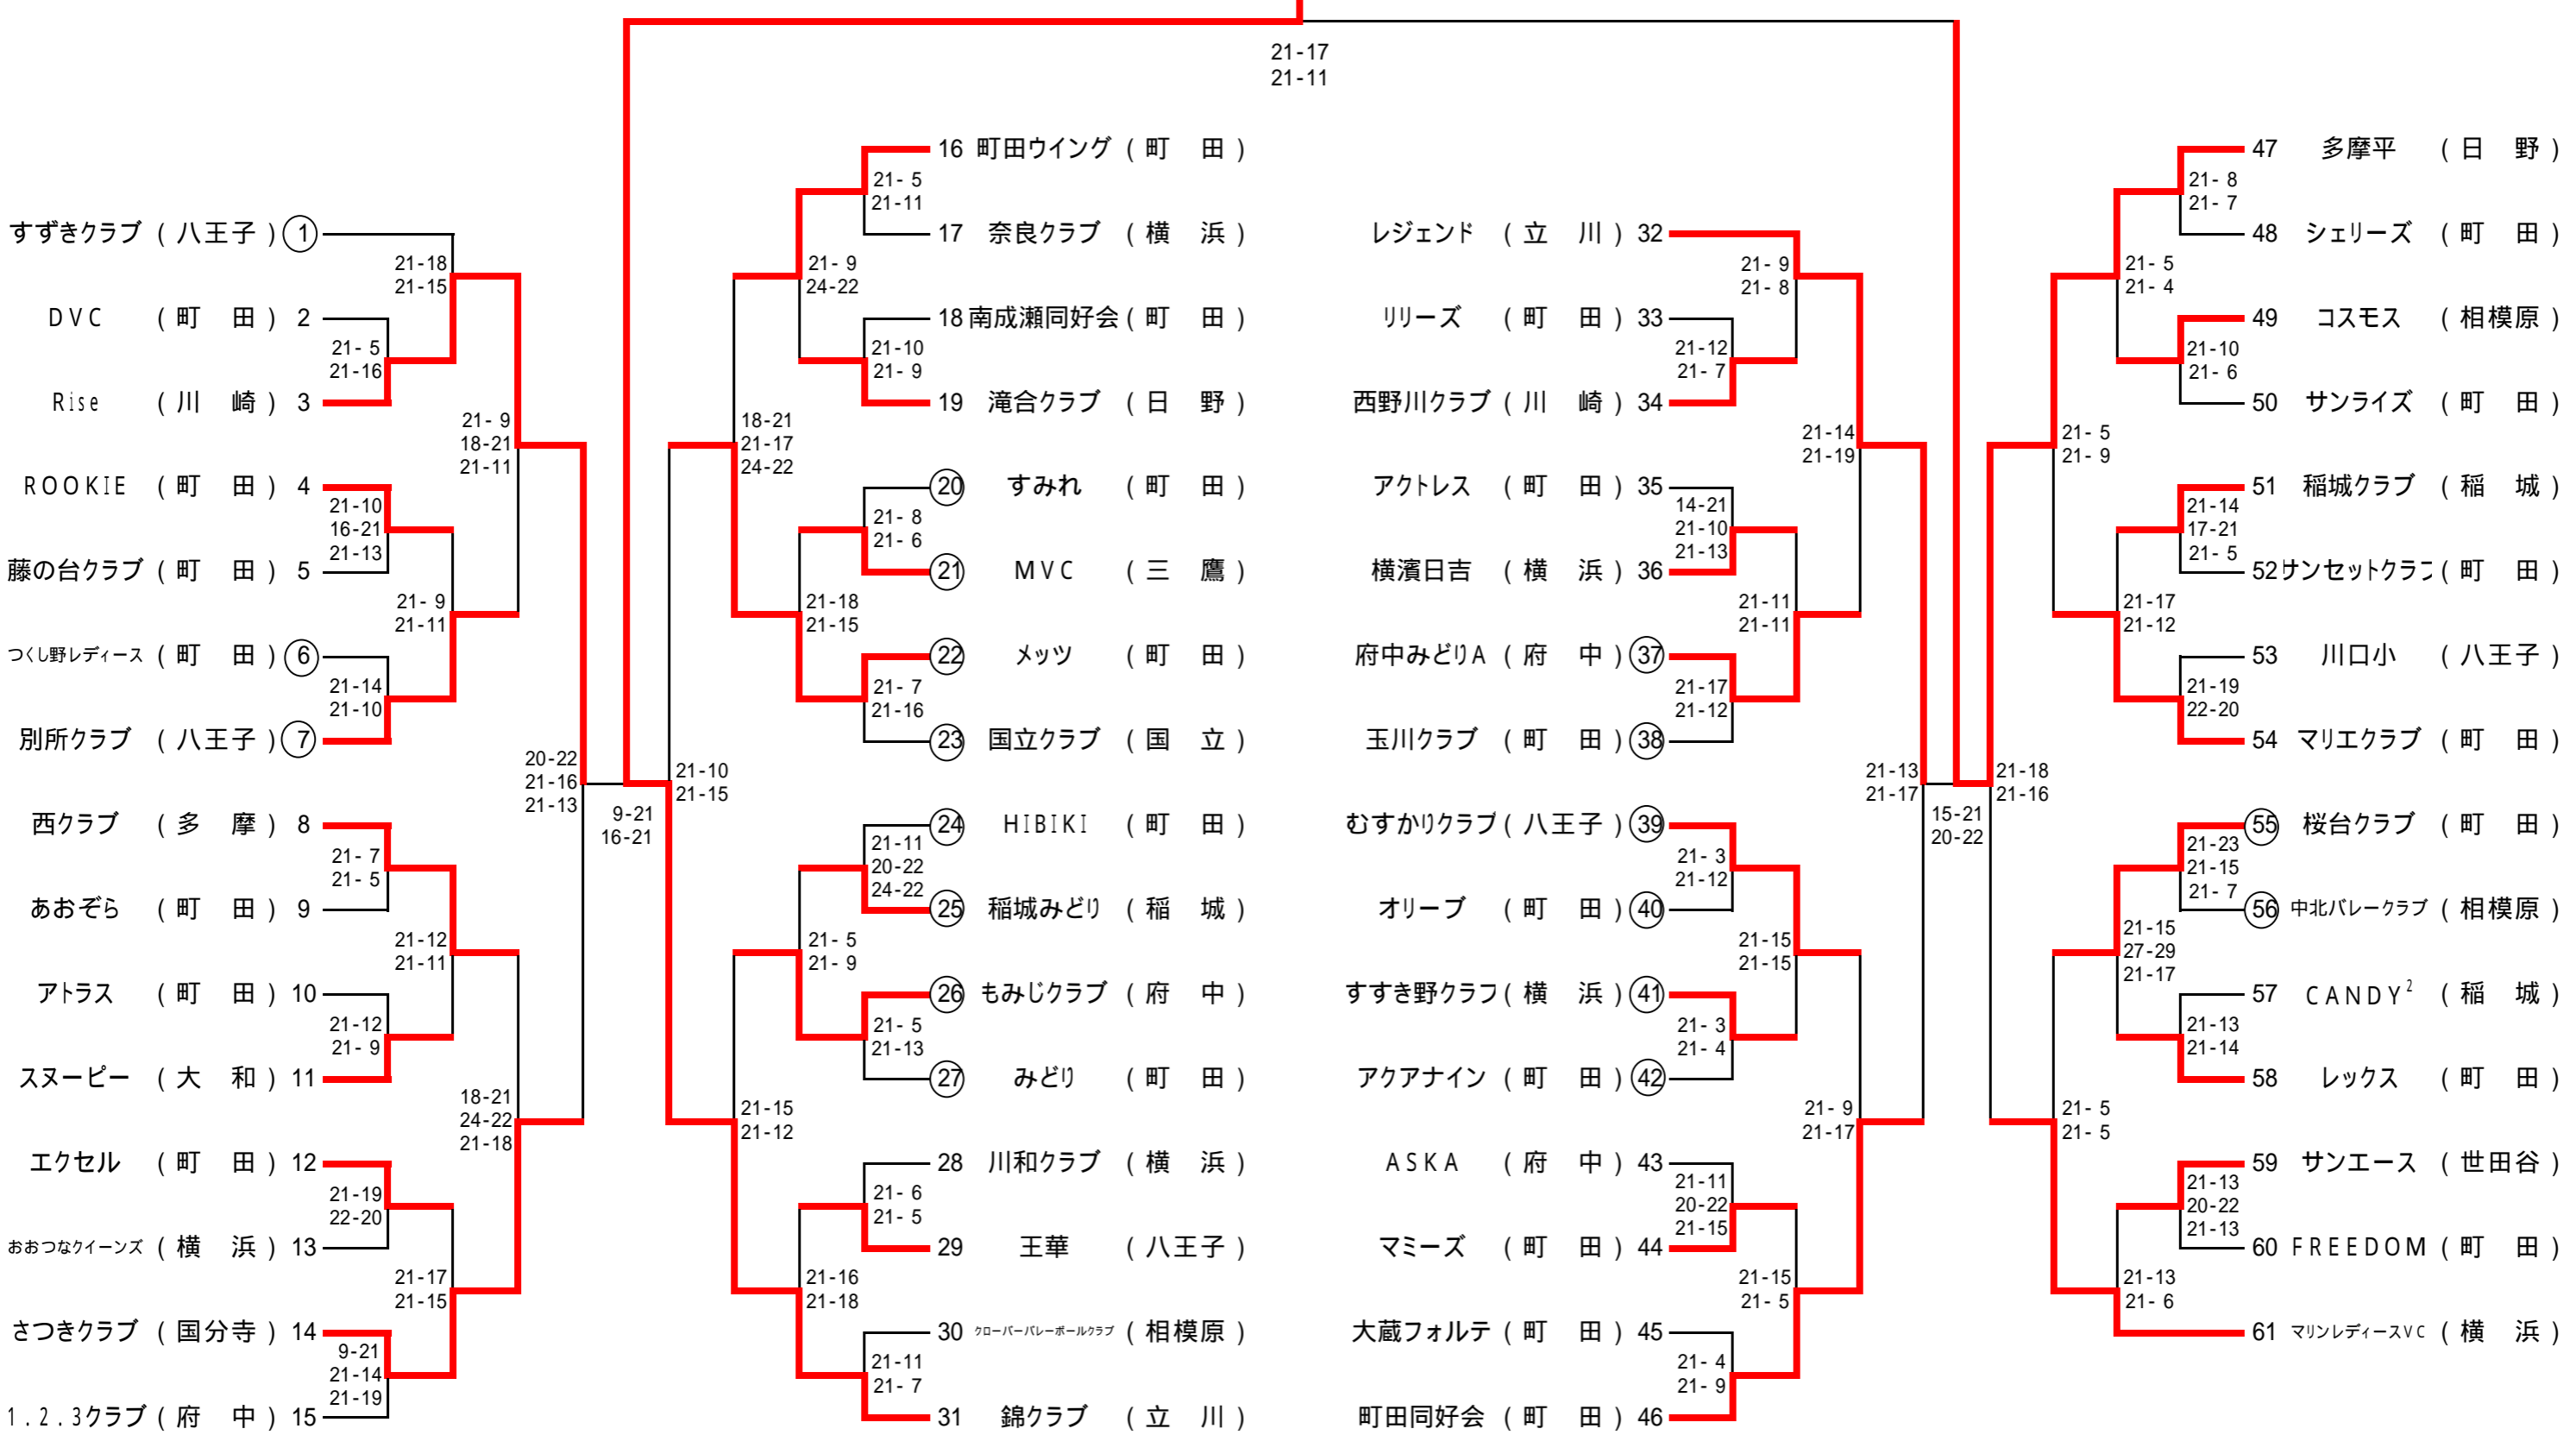 21-17
21-11
すずきクラブ (八王子) 1
DVC (町 田) 2
Rise (川 崎) 3
ROOKIE (町 田) 4
藤の台クラブ (町 田) 5
つくし野レディース (町 田) 6
別所クラブ (八王子) 7
西クラブ (多 摩) 8
あおぞら (町 田) 9
アトラス (町 田) 10
スヌーピー (大 和) 11
エクセル (町 田) 12
おおつなクイーンズ (横 浜) 13
さつきクラブ (国分寺) 14
1.2.3クラブ (府 中) 15
21-18
21-15
21- 5
21-16
21- 9
18-21
21-11
21-10
16-21
21-13
21- 9
21-11
21-14
21-10
20-22
21-16
21-13
21- 7
21- 5
21-12
21-11
21-12
21- 9
18-21
24-22
21-18
21-19
22-20
21-17
21-15
9-21
21-14
21-19
9-21
16-21
16 町田ウイング (町 田)
17 奈良クラブ (横 浜)
18 南成瀬同好会 (町 田)
19 滝合クラブ (日 野)
20 すみれ (町 田)
21 MVC (三 鷹)
22 メッツ (町 田)
23 国立クラブ (国 立)
24 HIBIKI (町 田)
25 稲城みどり (稲 城)
26 もみじクラブ (府 中)
27 みどり (町 田)
28 川和クラブ (横 浜)
29 王華 (八王子)
30 クローバーバレーボールクラブ (相模原)
31 錦クラブ (立 川)
21- 5
21-11
21- 9
24-22
21-10
21- 9
18-21
21-17
24-22
21- 8
21- 6
21-18
21-15
21- 7
21-16
21-10
21-15
21-11
20-22
24-22
21- 5
21- 9
21- 5
21-13
21-15
21-12
21- 6
21- 5
21-16
21-18
21-11
21- 7
レジェンド (立 川) 32
リリーズ (町 田) 33
西野川クラブ (川 崎) 34
アクトレス (町 田) 35
横濱日吉 (横 浜) 36
府中みどりA (府 中) 37
玉川クラブ (町 田) 38
むすかりクラブ (八王子) 39
オリーブ (町 田) 40
すすき野クラブ (横 浜) 41
アクアナイン (町 田) 42
ASKA (府 中) 43
マミーズ (町 田) 44
大蔵フォルテ (町 田) 45
町田同好会 (町 田) 46
21- 9
21- 8
21-12
21- 7
21-14
21-19
14-21
21-10
21-13
21-11
21-11
21-17
21-12
21-13
21-17
21- 3
21-12
21-15
21-15
21- 3
21- 4
21- 9
21-17
21-11
20-22
21-15
21-15
21- 5
21- 4
21- 9
15-21
20-22
47 多摩平 (日 野)
48 シェリーズ (町 田)
49 コスモス (相模原)
50 サンライズ (町 田)
51 稲城クラブ (稲 城)
52 サンセットクラブ (町 田)
53 川口小 (八王子)
54 マリエクラブ (町 田)
55 桜台クラブ (町 田)
56 中北バレークラブ (相模原)
57 CANDY² (稲 城)
58 レックス (町 田)
59 サンエース (世田谷)
60 FREEDOM (町 田)
61 マリンレディースVC (横 浜)
21- 8
21- 7
21- 5
21- 4
21-10
21- 6
21- 5
21- 9
21-14
17-21
21- 5
21-17
21-12
21-19
22-20
21-18
21-16
21-23
21-15
21- 7
21-15
27-29
21-17
21-13
21-14
21- 5
21- 5
21-13
20-22
21-13
21-13
21- 6